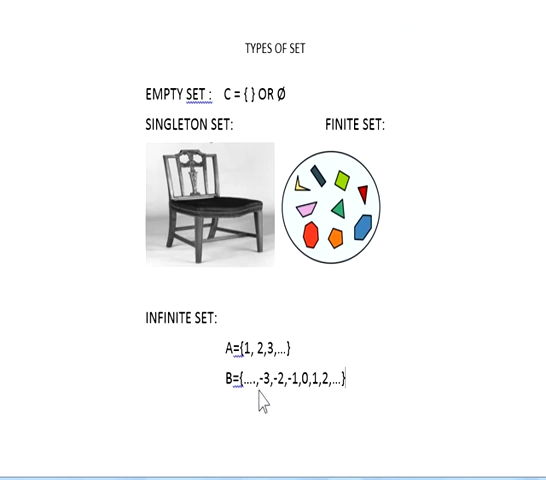 TYPES OF SET
EMPTY SET : C = { } OR Ø
SINGLETON SET: FINITE SET:
INFINITE SET:
A={1, 2,3,...}
B={....,-3,-2,-1,0,1,2,...}